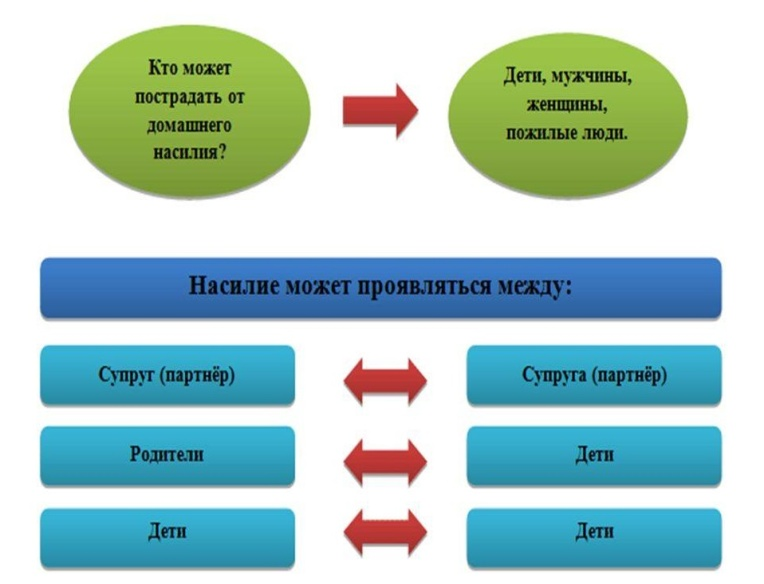 Кто может
пострадать от
домашнего
насилия?
Дети, мужчины,
женщины,
пожилые люди.
Насилие может проявляться между:
Супруг (партнёр)
Супруга (партнёр)
Родители
Дети
Дети
Дети